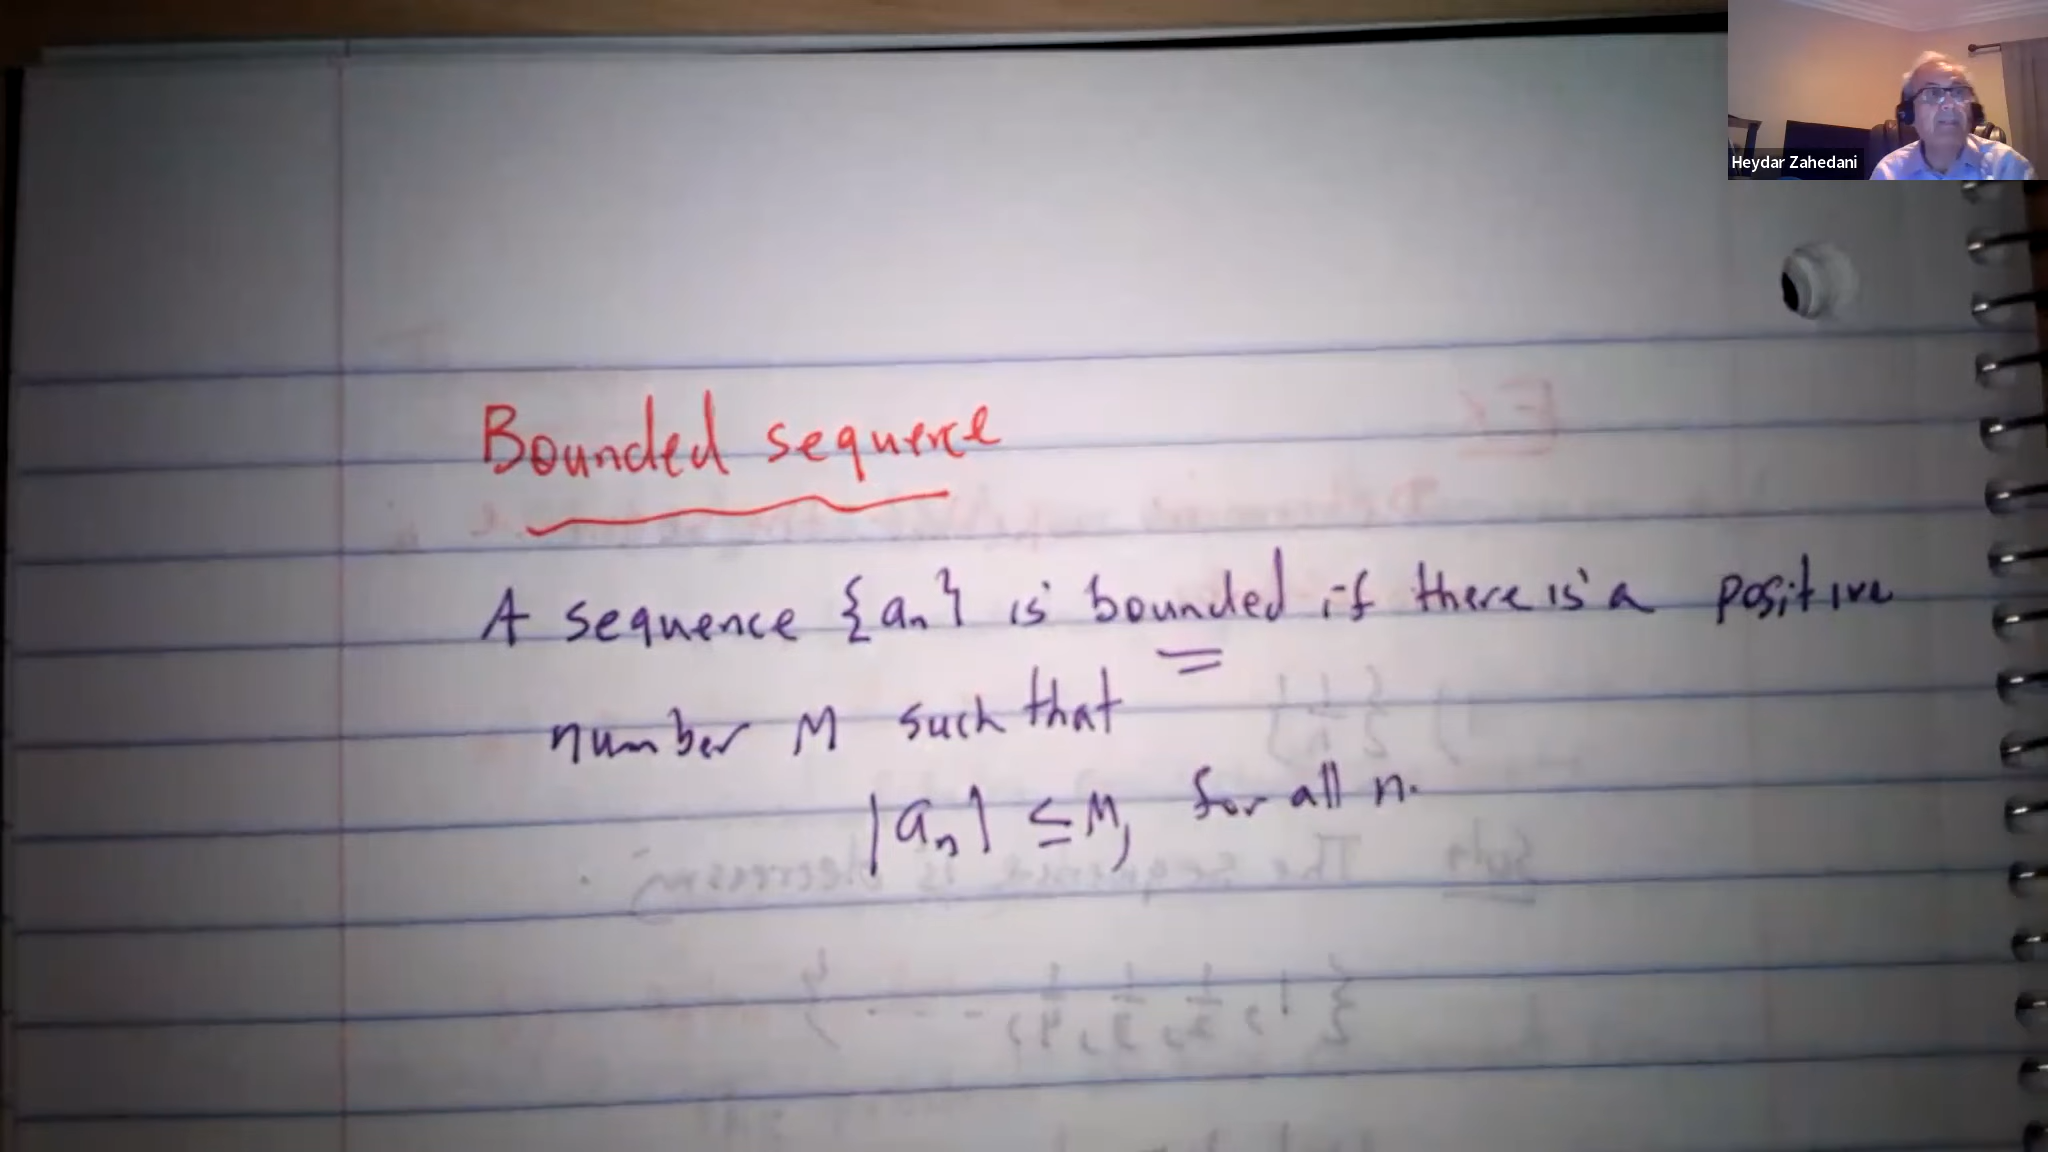 Heydar Zahedani
Bounded sequence
A sequence {aₙ} is bounded if there is a positive
number M such that
|aₙ| ≤ M, for all n.